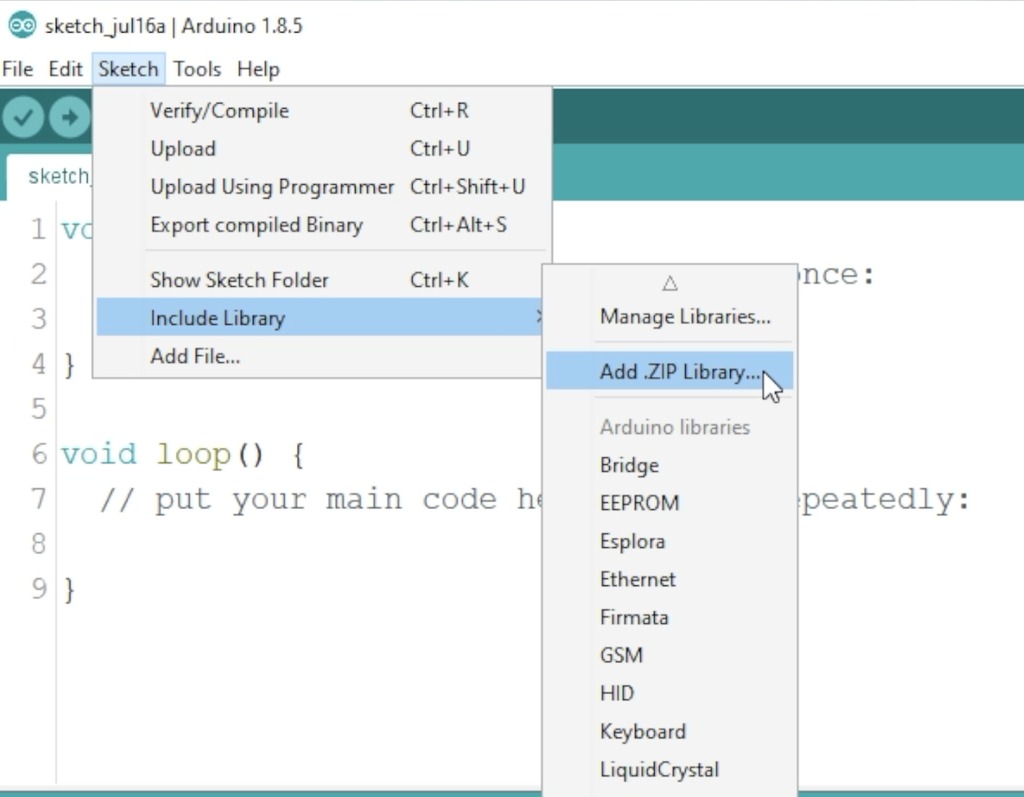 sketch_jul16a | Arduino 1.8.5
File Edit Sketch Tools Help
Verify/Compile Ctrl+R
Upload Ctrl+U
Upload Using Programmer Ctrl+Shift+U
Export compiled Binary Ctrl+Alt+S
Show Sketch Folder Ctrl+K
Include Library
Add File...
Manage Libraries...
Add .ZIP Library...
Arduino libraries
Bridge
EEPROM
Esplora
Ethernet
Firmata
GSM
HID
Keyboard
LiquidCrystal
sketch_
1 vo
2 nce:
3
4 }
5
6 void loop() {
7 // put your main code he epeatedly:
8
9 }